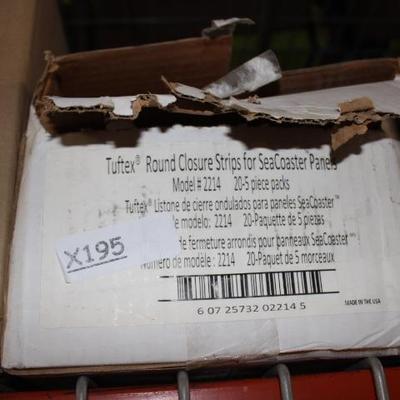 Tuftex® Round Closure Strips for SeaCoaster™ Panels
Model # 2214 20-5 piece packs
Tuftex® Listone de cierre ondulados para paneles SeaCoaster™
de modelo: 2214 20-Paquette de 5 piezas
de fermeture arrondis pour panneaux SeaCoaster™
Numéro de modèle : 2214 20-Paquet de 5 morceaux
X195
6 07 25732 02214 5
MADE IN THE USA